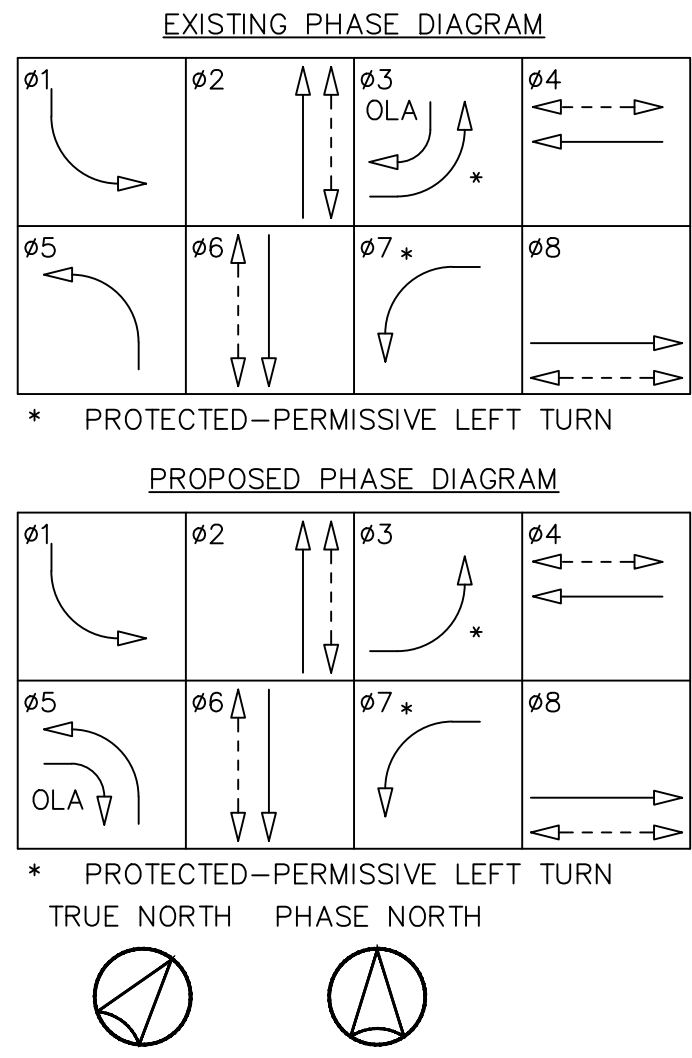 EXISTING PHASE DIAGRAM
ø1 ø2 ø3 ø4
OLA
*
ø5 ø6 ø7 * ø8
* PROTECTED–PERMISSIVE LEFT TURN
PROPOSED PHASE DIAGRAM
ø1 ø2 ø3 ø4
*
ø5 ø6 ø7 * ø8
OLA
* PROTECTED–PERMISSIVE LEFT TURN
TRUE NORTH PHASE NORTH